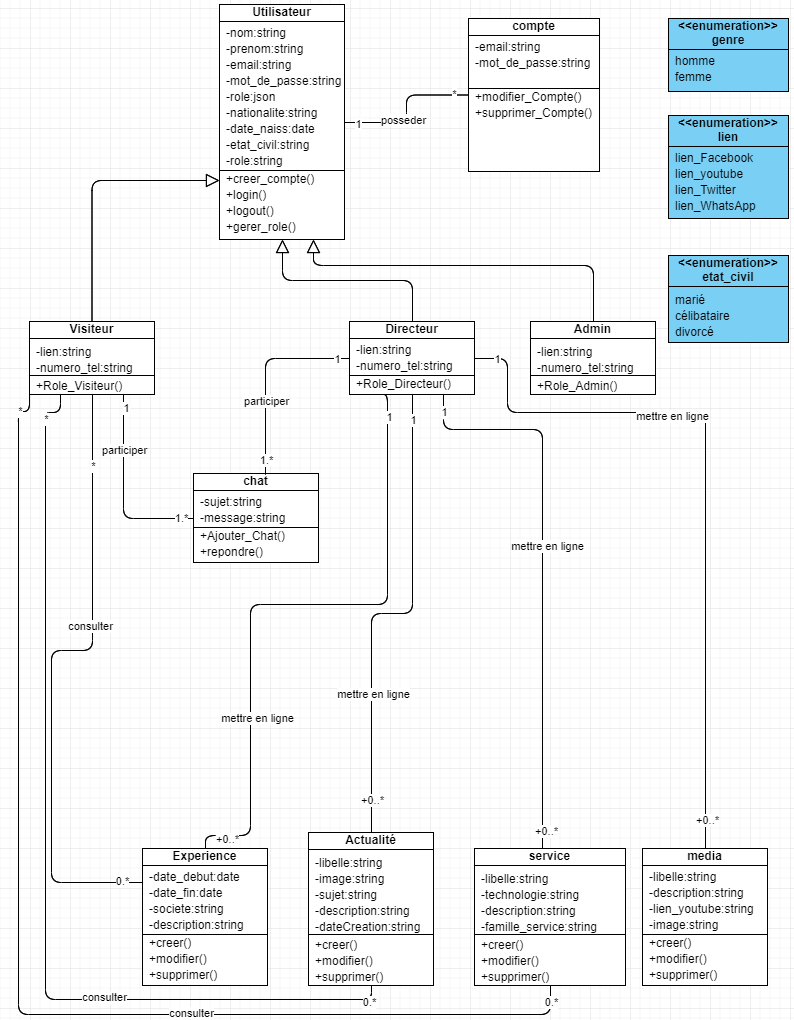 Utilisateur
-nom:string
-prenom:string
-email:string
-mot_de_passe:string
-role:json
-nationalite:string
-date_naiss:date
-etat_civil:string
-role:string
+creer_compte()
+login()
+logout()
+gerer_role()
1
posseder
*
compte
-email:string
-mot_de_passe:string
+modifier_Compte()
+supprimer_Compte()
<<enumeration>>
genre
homme
femme
<<enumeration>>
lien
lien_Facebook
lien_youtube
lien_Twitter
lien_WhatsApp
<<enumeration>>
etat_civil
marié
célibataire
divorcé
Visiteur
-lien:string
-numero_tel:string
+Role_Visiteur()
Directeur
-lien:string
-numero_tel:string
+Role_Directeur()
Admin
-lien:string
-numero_tel:string
+Role_Admin()
1
1
participer
1.*
*
*
*
1
participer
1.*
1
1
1
mettre en ligne
chat
-sujet:string
-message:string
+Ajouter_Chat()
+repondre()
mettre en ligne
consulter
mettre en ligne
mettre en ligne
+0..*
+0..*
+0..*
+0..*
0.*
Experience
-date_debut:date
-date_fin:date
-societe:string
-description:string
+creer()
+modifier()
+supprimer()
Actualité
-libelle:string
-image:string
-sujet:string
-description:string
-dateCreation:string
+creer()
+modifier()
+supprimer()
service
-libelle:string
-technologie:string
-description:string
-famille_service:string
+creer()
+modifier()
+supprimer()
media
-libelle:string
-description:string
-lien_youtube:string
-image:string
+creer()
+modifier()
+supprimer()
consulter
0.*
0.*
consulter